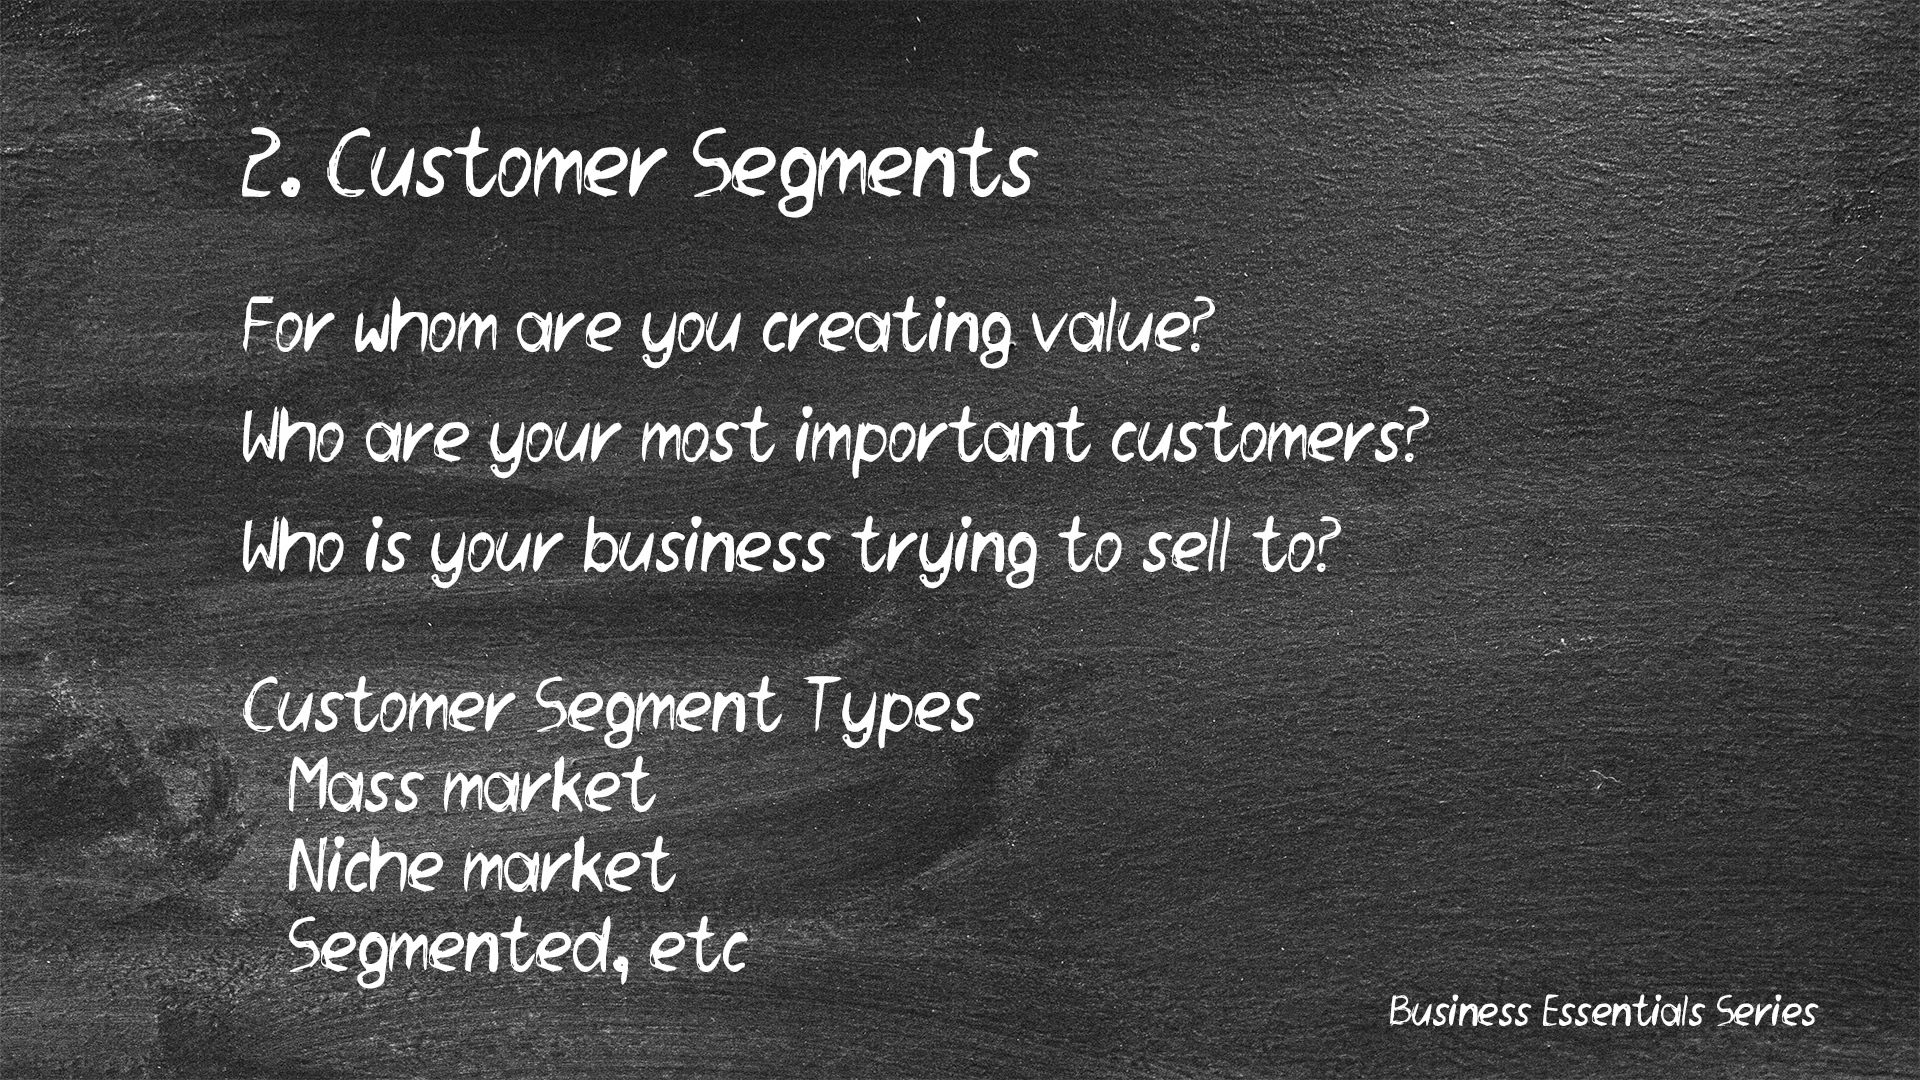 2. Customer Segments
For whom are you creating value?
Who are your most important customers?
Who is your business trying to sell to?
Customer Segment Types
Mass market
Niche market
Segmented, etc
Business Essentials Series